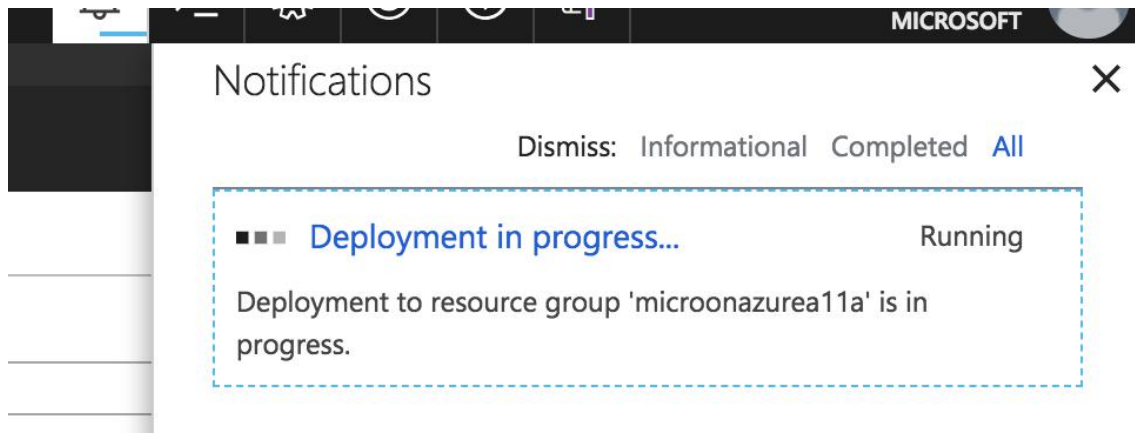 MICROSOFT
Notifications
Dismiss: Informational Completed All
Deployment in progress... Running
Deployment to resource group 'microonazurea11a' is in
progress.